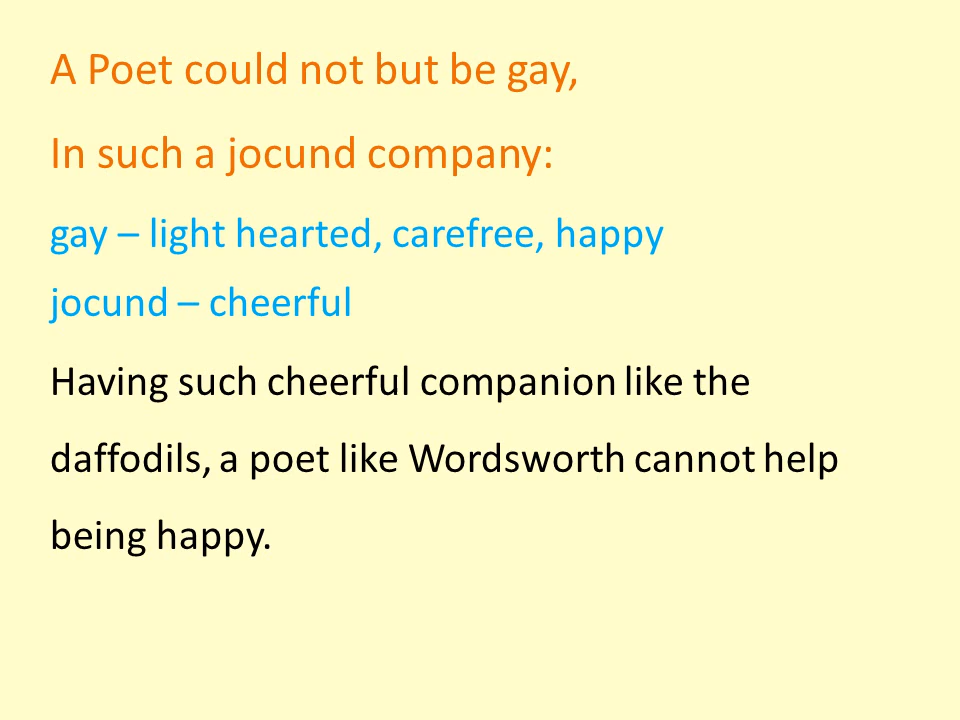 A Poet could not but be gay,
In such a jocund company:
gay – light hearted, carefree, happy
jocund – cheerful
Having such cheerful companion like the
daffodils, a poet like Wordsworth cannot help
being happy.